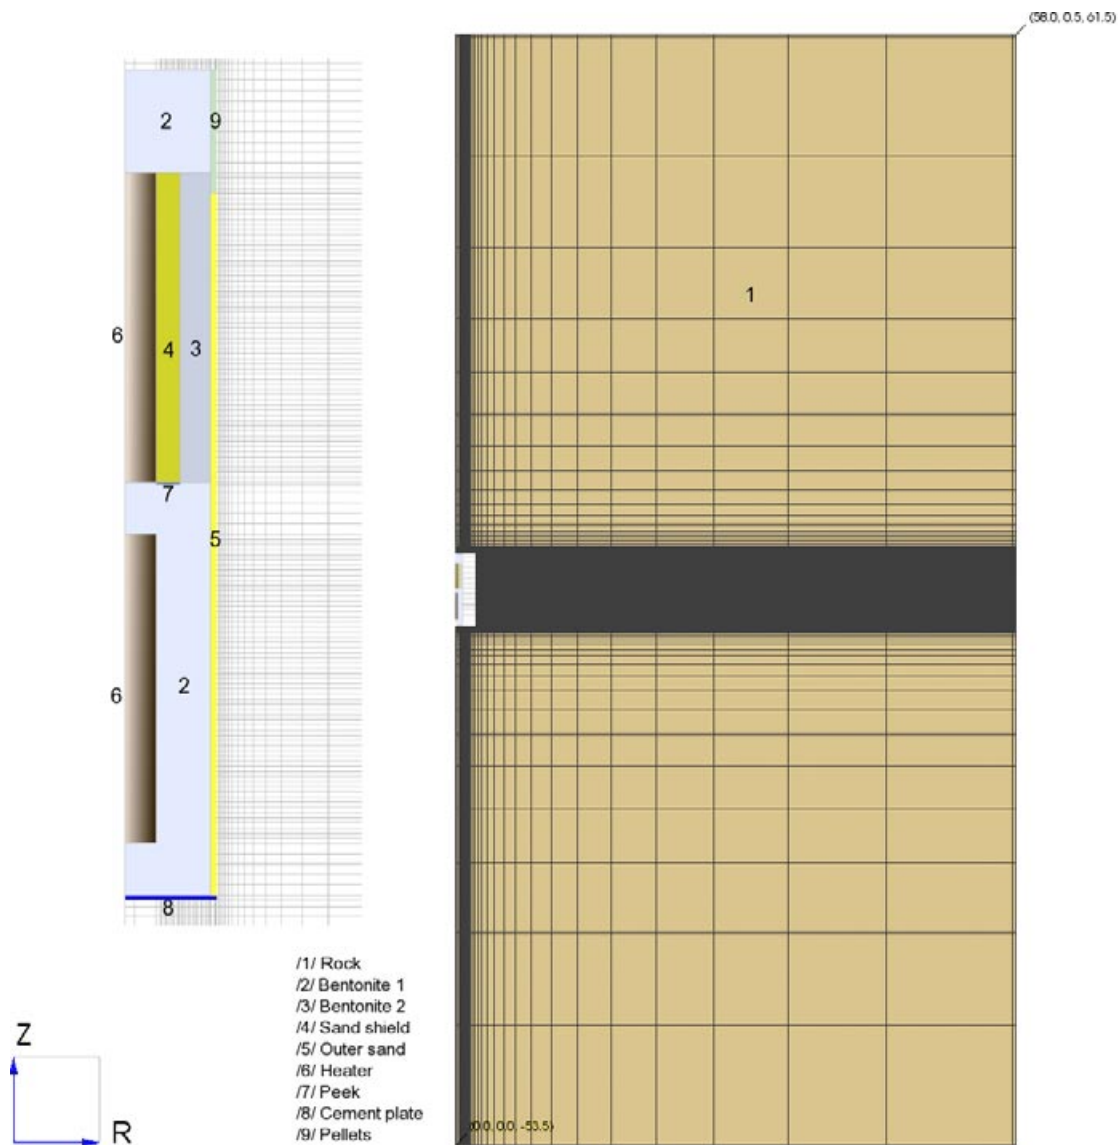 (58.0, 0.5, 61.5)
2
9
1
6
4
3
7
5
2
6
8
/1/ Rock
/2/ Bentonite 1
/3/ Bentonite 2
/4/ Sand shield
/5/ Outer sand
/6/ Heater
/7/ Peek
/8/ Cement plate
/9/ Pellets
Z
R
(0.0, 0.0, -53.5)